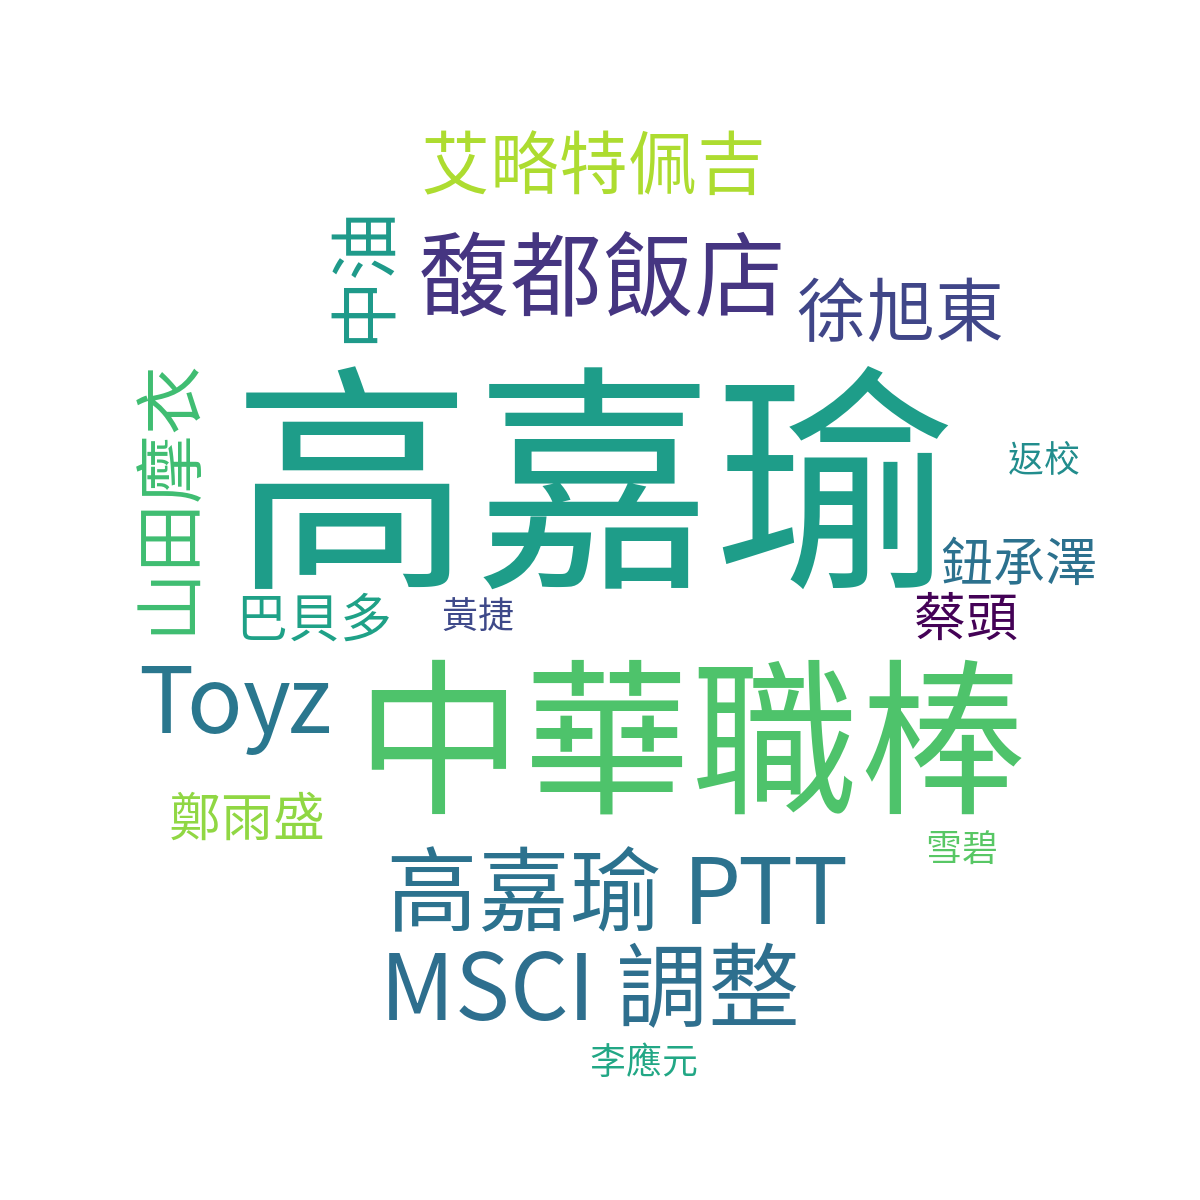 艾略特佩吉
中油
馥都飯店
徐旭東
山田摩衣
高嘉瑜
返校
鈕承澤
巴貝多
黃捷
蔡頭
Toyz
中華職棒
鄭雨盛
雪碧
高嘉瑜 PTT
MSCI 調整
李應元